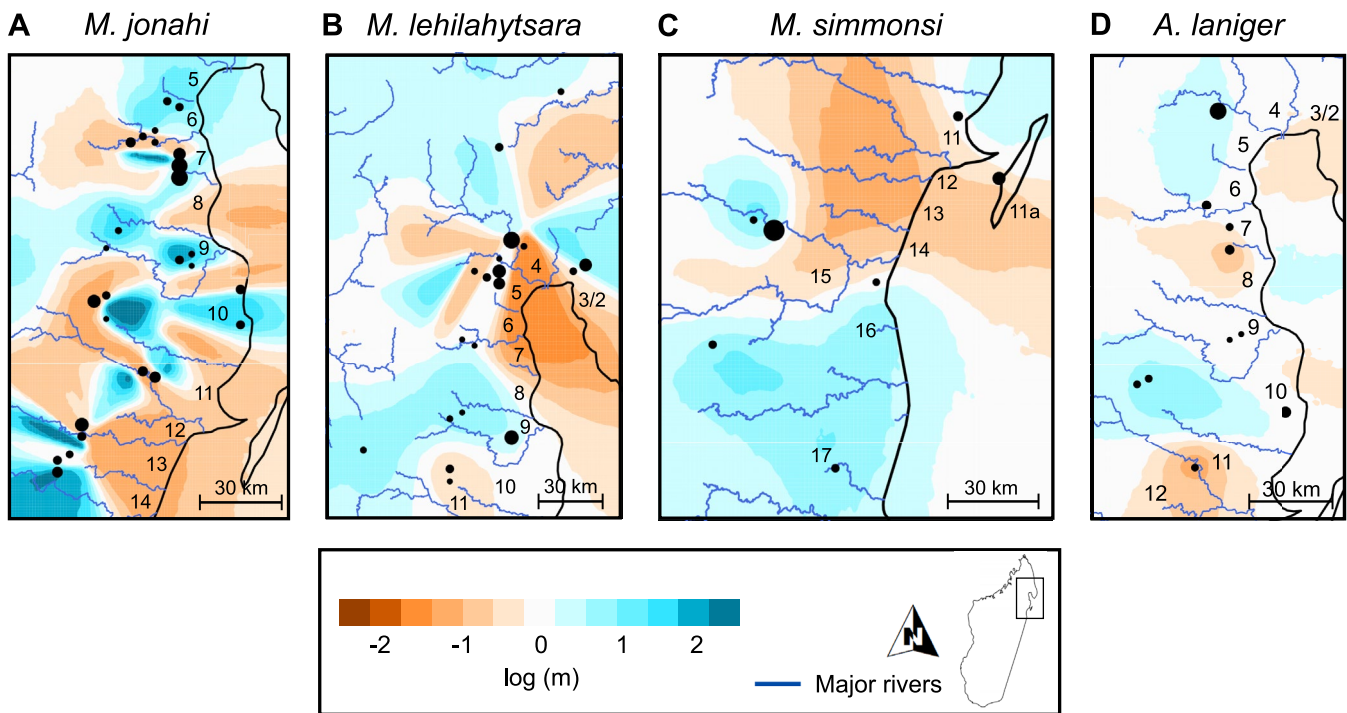 A M. jonahi
5
6
7
8
9
10
11
12
13
14
30 km
B M. lehilahytsara
4
3/2
5
6
7
8
9
10
11
30 km
C M. simmonsi
11
12
11a
13
14
15
16
17
30 km
D A. laniger
4
3/2
5
6
7
8
9
10
11
12
30 km
-2 -1 0 1 2
log (m)
N
Major rivers